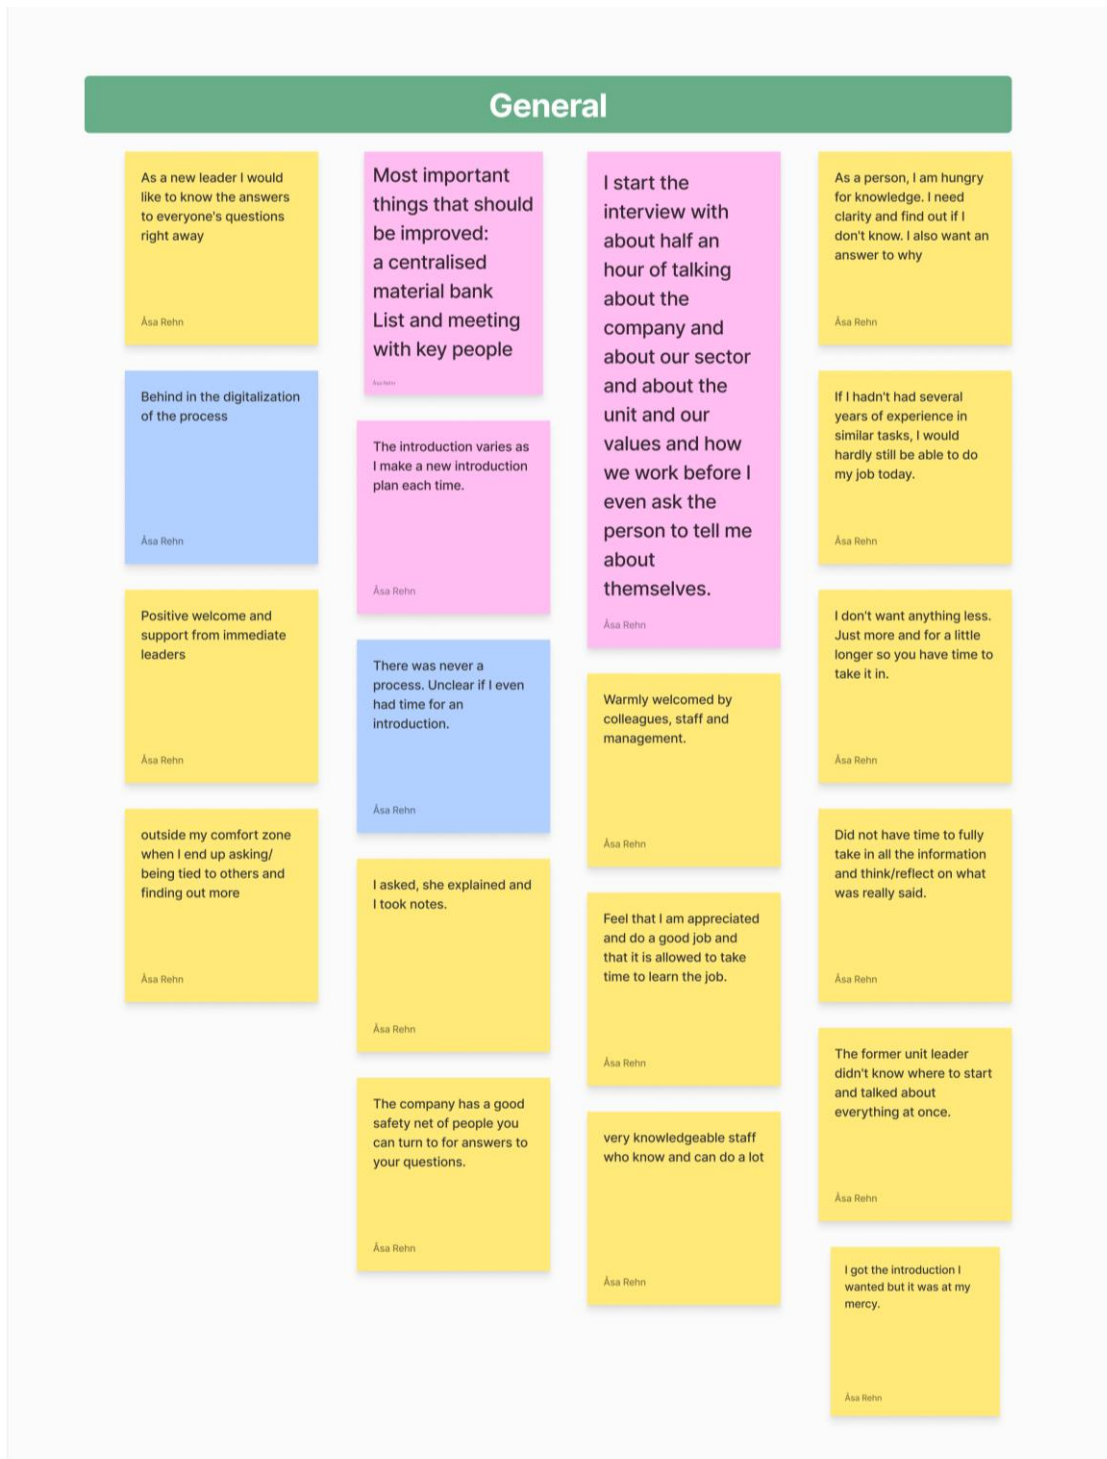 General
As a new leader I would
like to know the answers
to everyone's questions
right away
Åsa Rehn
Behind in the digitalization
of the process
Åsa Rehn
Positive welcome and
support from immediate
leaders
Åsa Rehn
outside my comfort zone
when I end up asking/
being tied to others and
finding out more
Åsa Rehn
Most important
things that should
be improved:
a centralised
material bank
List and meeting
with key people
Åsa Rehn
The introduction varies as
I make a new introduction
plan each time.
Åsa Rehn
There was never a
process. Unclear if I even
had time for an
introduction.
Åsa Rehn
I asked, she explained and
I took notes.
Åsa Rehn
The company has a good
safety net of people you
can turn to for answers to
your questions.
Åsa Rehn
I start the
interview with
about half an
hour of talking
about the
company and
about our sector
and about the
unit and our
values and how
we work before I
even ask the
person to tell me
about
themselves.
Åsa Rehn
Warmly welcomed by
colleagues, staff and
management.
Åsa Rehn
Feel that I am appreciated
and do a good job and
that it is allowed to take
time to learn the job.
Åsa Rehn
very knowledgeable staff
who know and can do a lot
Åsa Rehn
As a person, I am hungry
for knowledge. I need
clarity and find out if I
don't know. I also want an
answer to why
Åsa Rehn
If I hadn't had several
years of experience in
similar tasks, I would
hardly still be able to do
my job today.
Åsa Rehn
I don't want anything less.
Just more and for a little
longer so you have time to
take it in.
Åsa Rehn
Did not have time to fully
take in all the information
and think/reflect on what
was really said.
Åsa Rehn
The former unit leader
didn't know where to start
and talked about
everything at once.
Åsa Rehn
I got the introduction I
wanted but it was at my
mercy.
Åsa Rehn